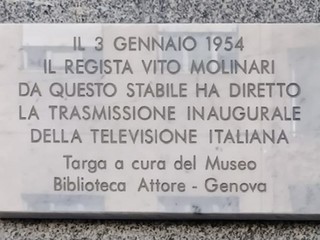 IL 3 GENNAIO 1954
IL REGISTA VITO MOLINARI
DA QUESTO STABILE HA DIRETTO
LA TRASMISSIONE INAUGURALE
DELLA TELEVISIONE ITALIANA
Targa a cura del Museo
Biblioteca Attore - Genova